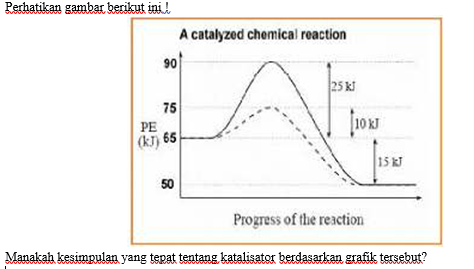 Perhatikan gambar berikut ini !
A catalyzed chemical reaction
90
25 kJ
75
10 kJ
PE
(kJ) 65
15 kJ
50
Progress of the reaction
Manakah kesimpulan yang tepat tentang katalisator berdasarkan grafik tersebut?